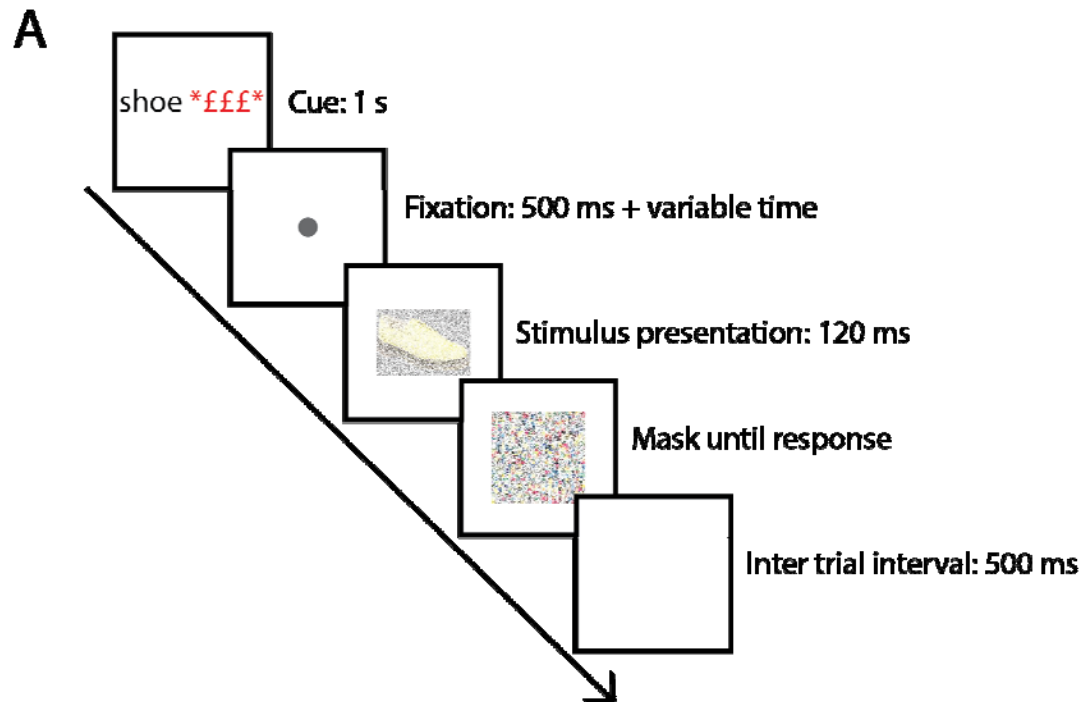 A
shoe *£££*
Cue: 1 s
Fixation: 500 ms + variable time
Stimulus presentation: 120 ms
Mask until response
Inter trial interval: 500 ms